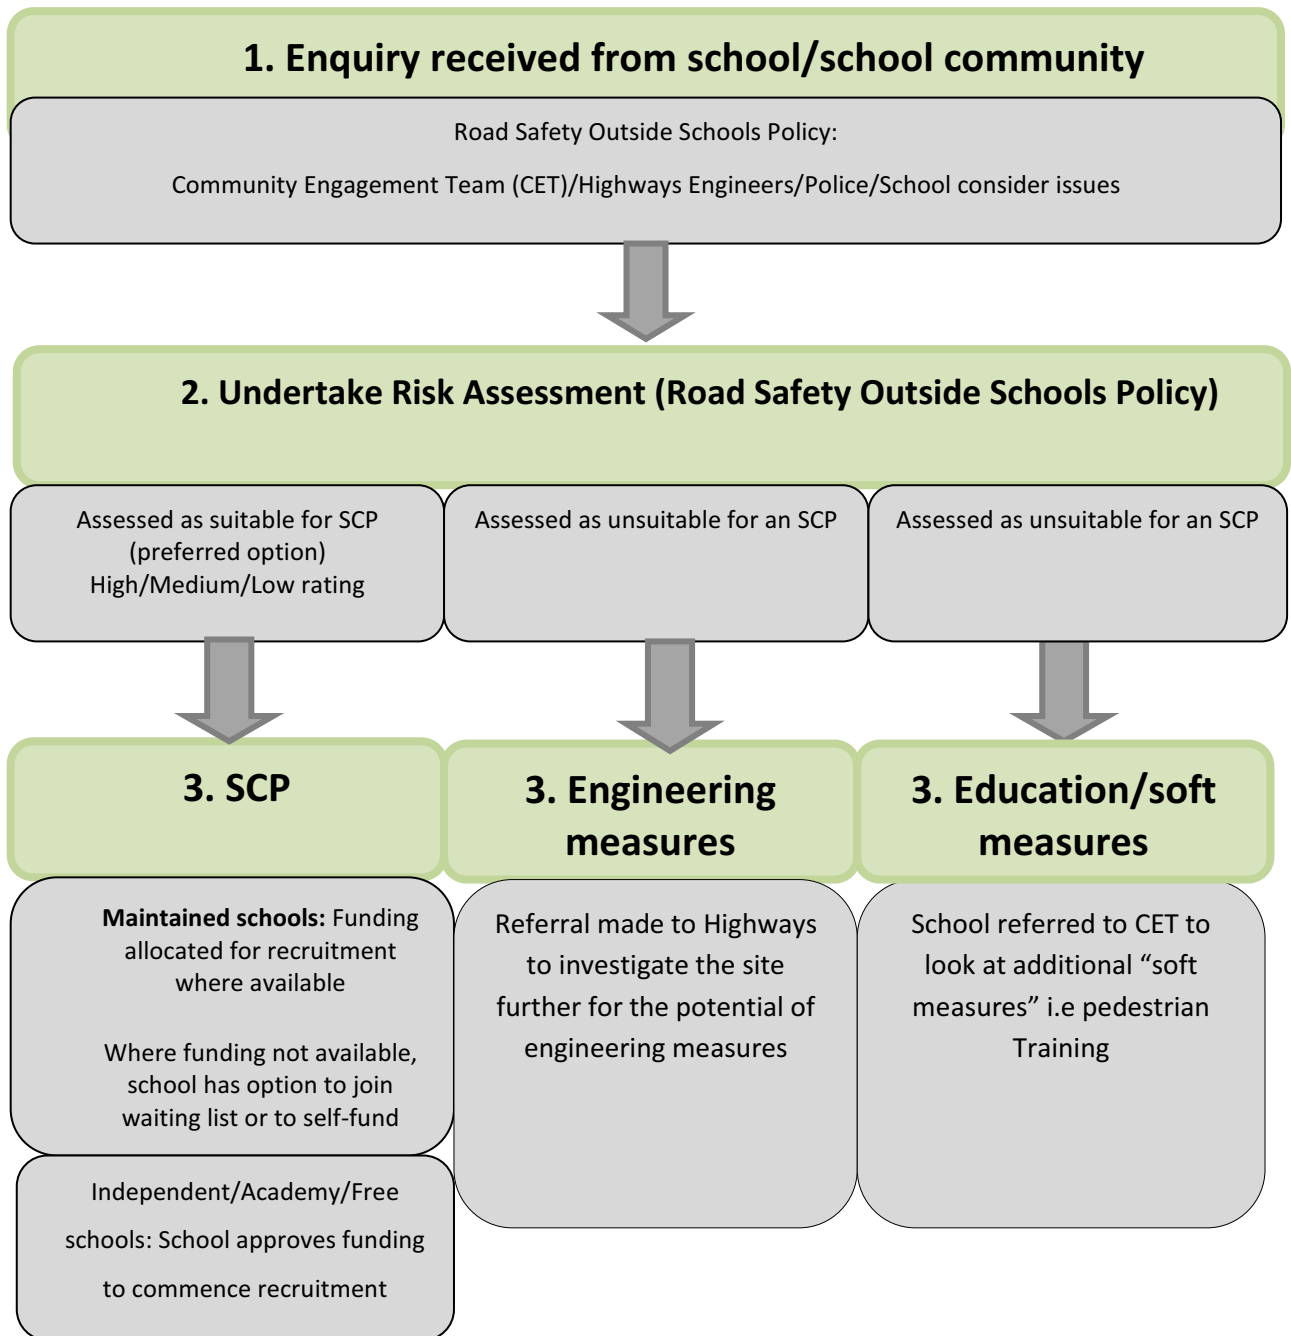 1. Enquiry received from school/school community
Road Safety Outside Schools Policy:
Community Engagement Team (CET)/Highways Engineers/Police/School consider issues
2. Undertake Risk Assessment (Road Safety Outside Schools Policy)
Assessed as suitable for SCP
(preferred option)
High/Medium/Low rating
Assessed as unsuitable for an SCP
Assessed as unsuitable for an SCP
3. SCP
Maintained schools: Funding
allocated for recruitment
where available
Where funding not available,
school has option to join
waiting list or to self-fund
Independent/Academy/Free
schools: School approves funding
to commence recruitment
3. Engineering
measures
Referral made to Highways
to investigate the site
further for the potential of
engineering measures
3. Education/soft
measures
School referred to CET to
look at additional “soft
measures” i.e pedestrian
Training